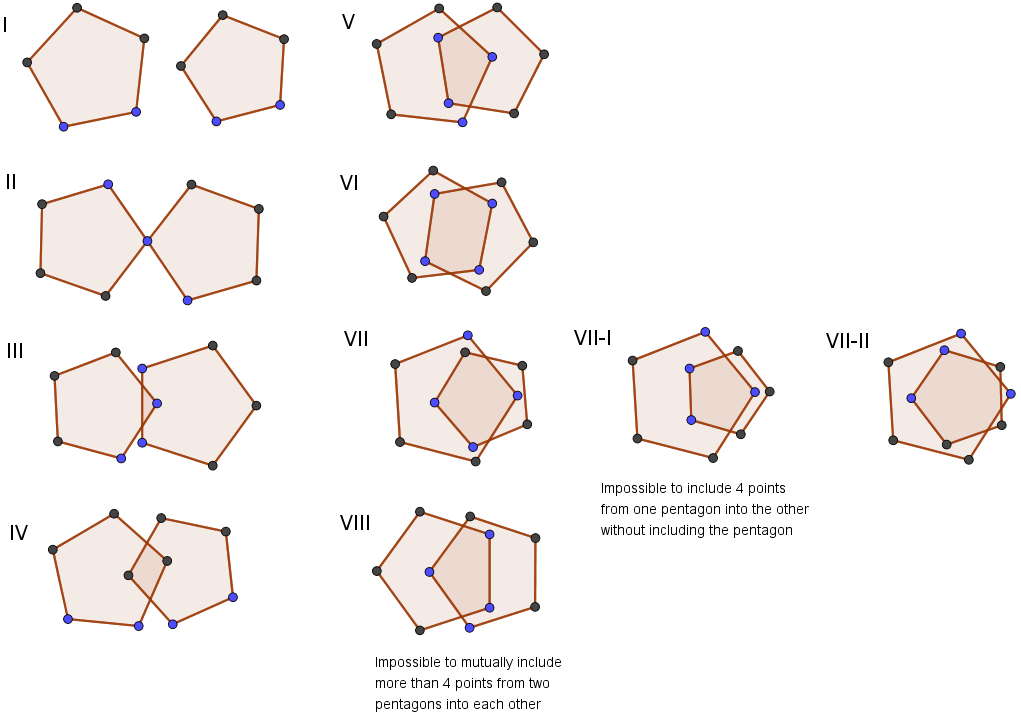 I
V
II
VI
III
VII
VII-I
VII-II
Impossible to include 4 points
from one pentagon into the other
without including the pentagon
IV
VIII
Impossible to mutually include
more than 4 points from two
pentagons into each other